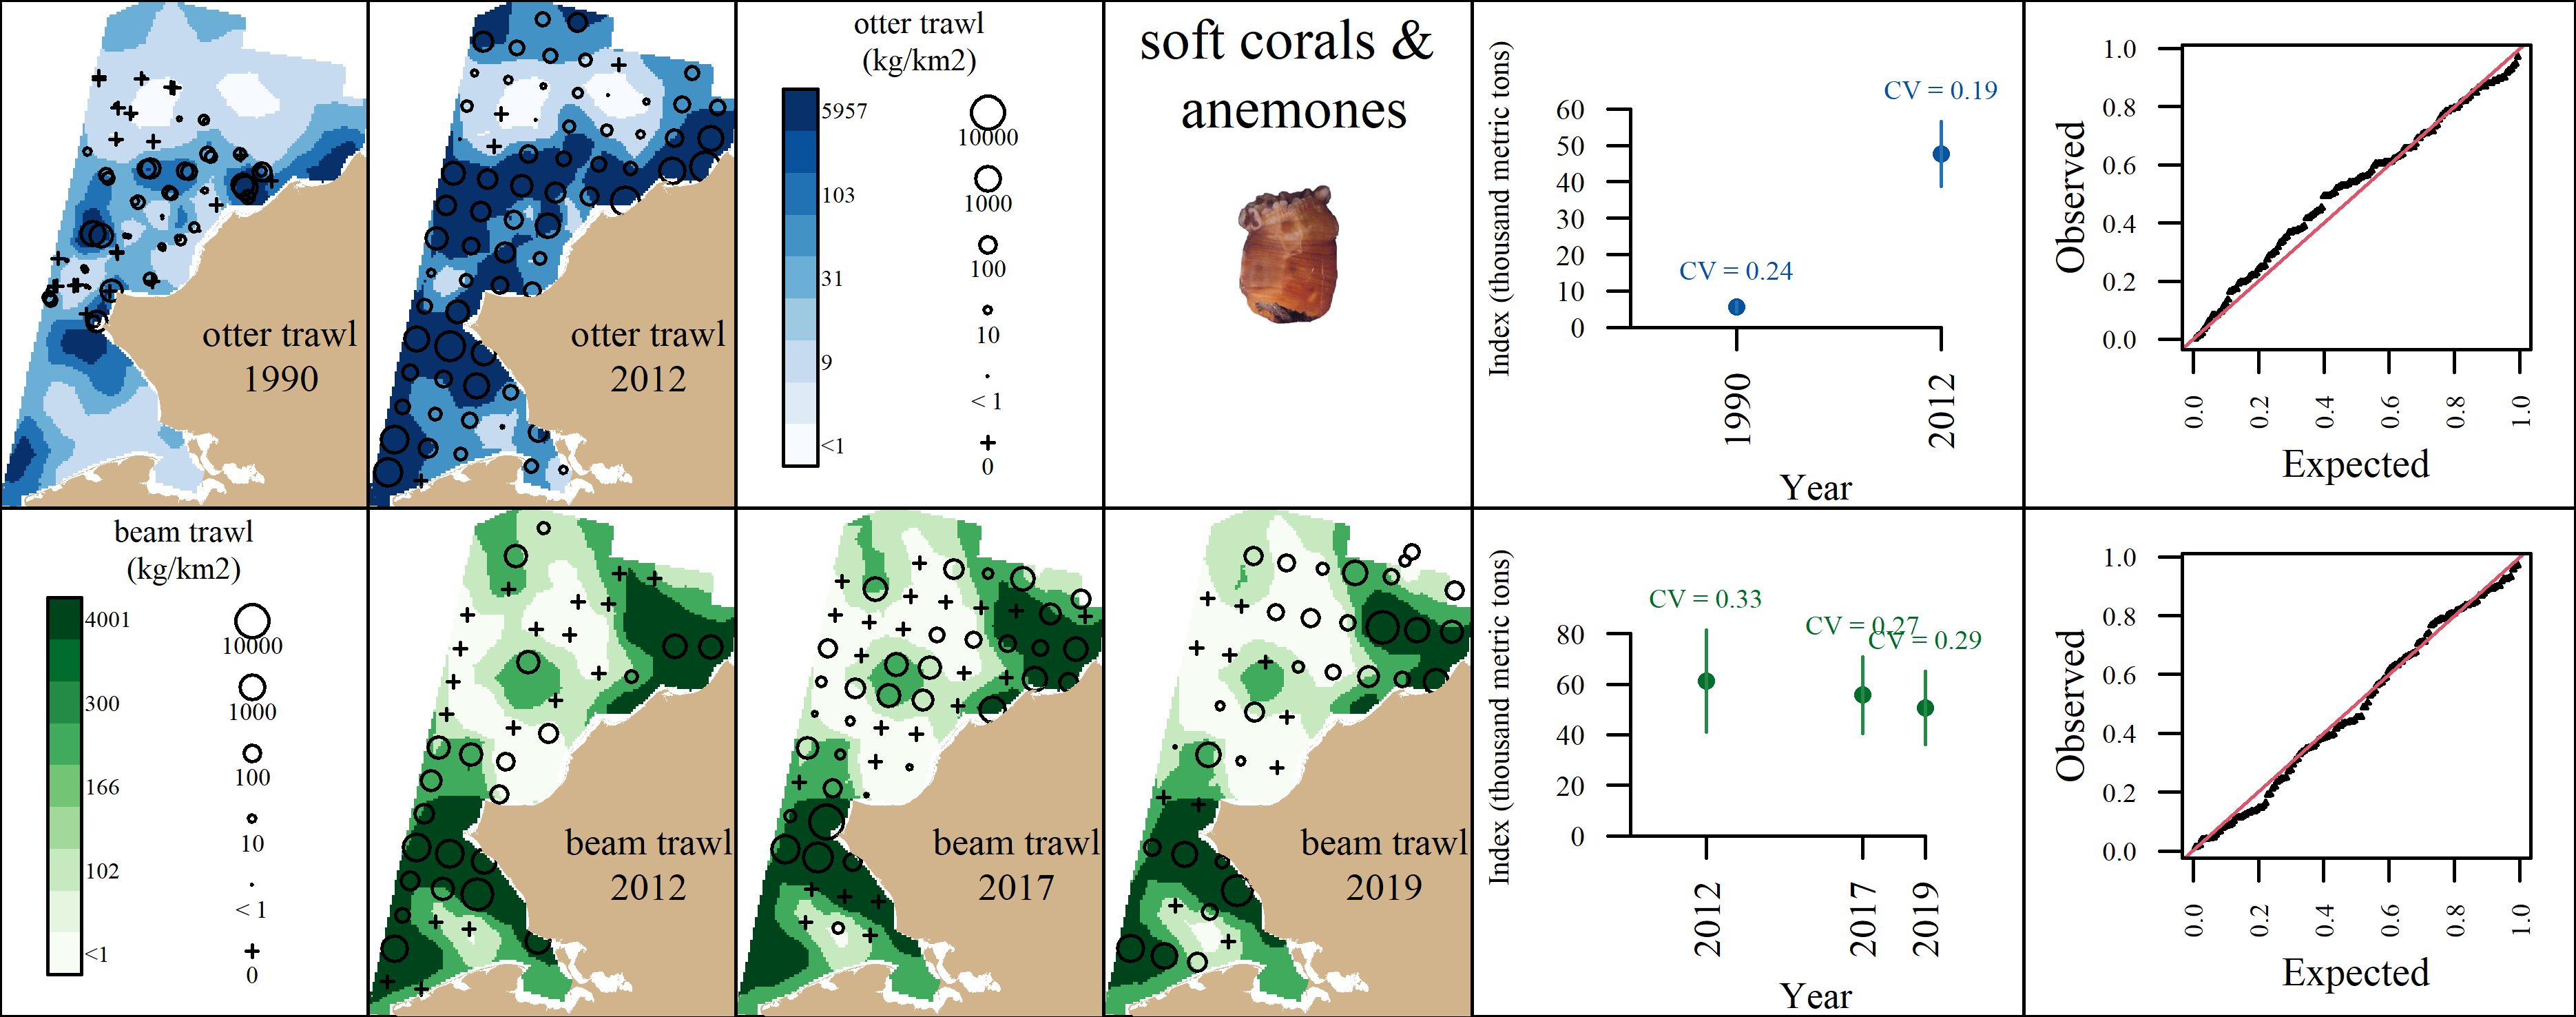 otter trawl
1990
otter trawl
2012
otter trawl
(kg/km2)
5957
103
31
9
<1
10000
1000
100
10
< 1
0
soft corals &
anemones
Index (thousand metric tons)
60
50
40
30
20
10
0
CV = 0.24
CV = 0.19
1990
2012
Year
Observed
1.0
0.8
0.6
0.4
0.2
0.0
0.0
0.2
0.4
0.6
0.8
1.0
Expected
beam trawl
(kg/km2)
4001
300
166
102
<1
10000
1000
100
10
< 1
0
beam trawl
2012
beam trawl
2017
beam trawl
2019
Index (thousand metric tons)
80
60
40
20
0
CV = 0.33
CV = 0.27
CV = 0.29
2012
2017
2019
Year
Observed
1.0
0.8
0.6
0.4
0.2
0.0
0.0
0.2
0.4
0.6
0.8
1.0
Expected